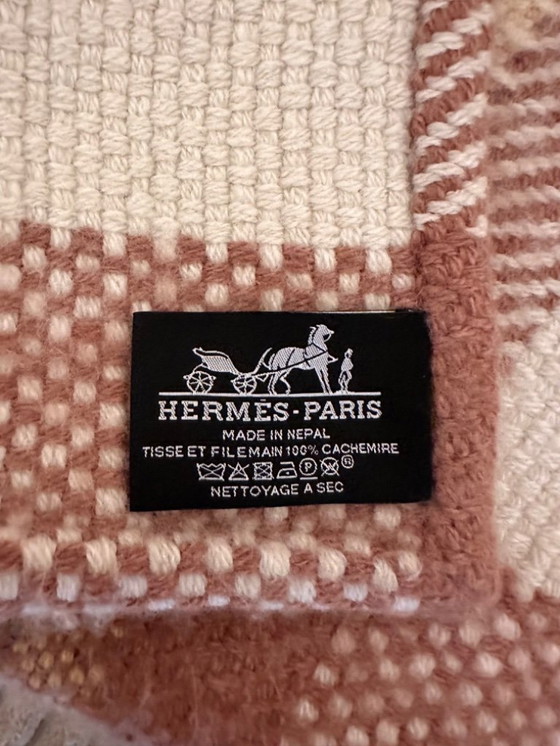 HERMÈS-PARIS
MADE IN NEPAL
TISSE ET FILE MAIN 100% CACHEMIRE
P
NETTOYAGE A SEC